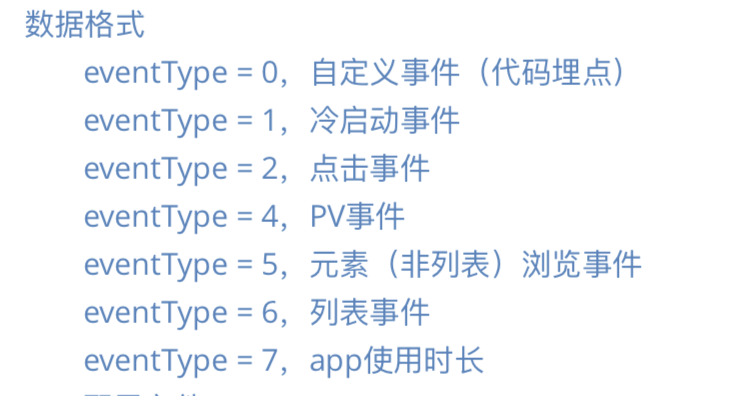 数据格式
eventType = 0，自定义事件（代码埋点）
eventType = 1，冷启动事件
eventType = 2，点击事件
eventType = 4，PV事件
eventType = 5，元素（非列表）浏览事件
eventType = 6，列表事件
eventType = 7，app使用时长